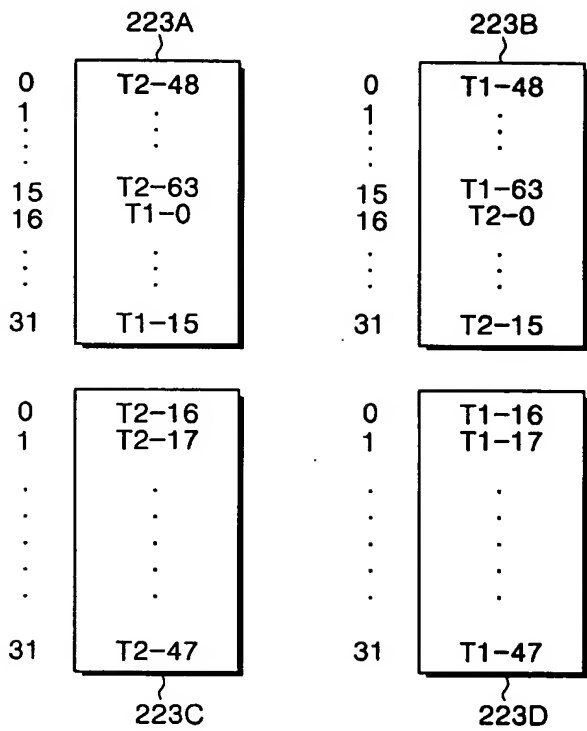 223A
0 T2-48
1
15 T2-63
16 T1-0
31 T1-15
223B
0 T1-48
1
15 T1-63
16 T2-0
31 T2-15
0 T2-16
1 T2-17
31 T2-47
223C
0 T1-16
1 T1-17
31 T1-47
223D